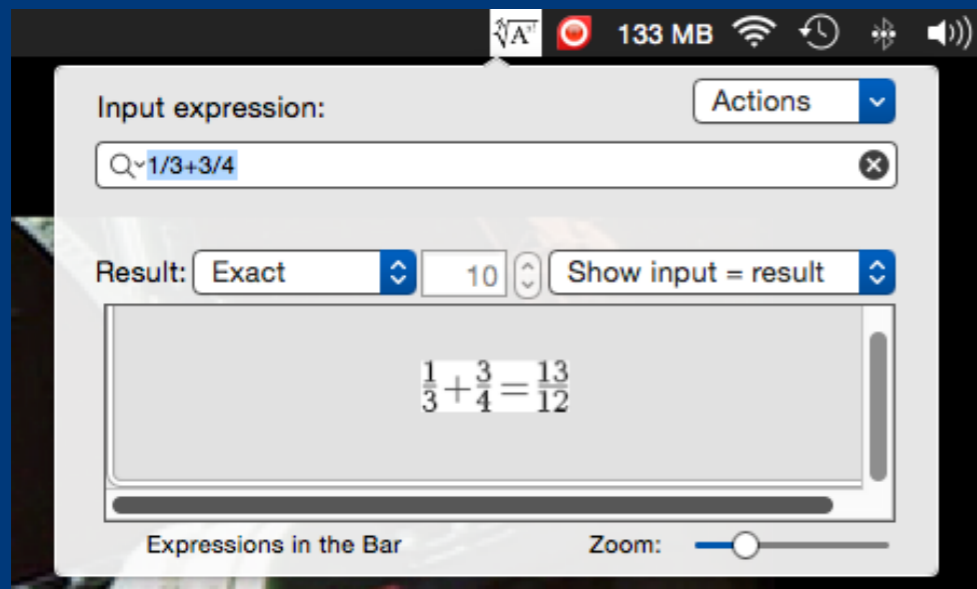 133 MB
Input expression:
Actions
1/3+3/4
Result: Exact 10 Show input = result
1/3 + 3/4 = 13/12
Expressions in the Bar
Zoom: